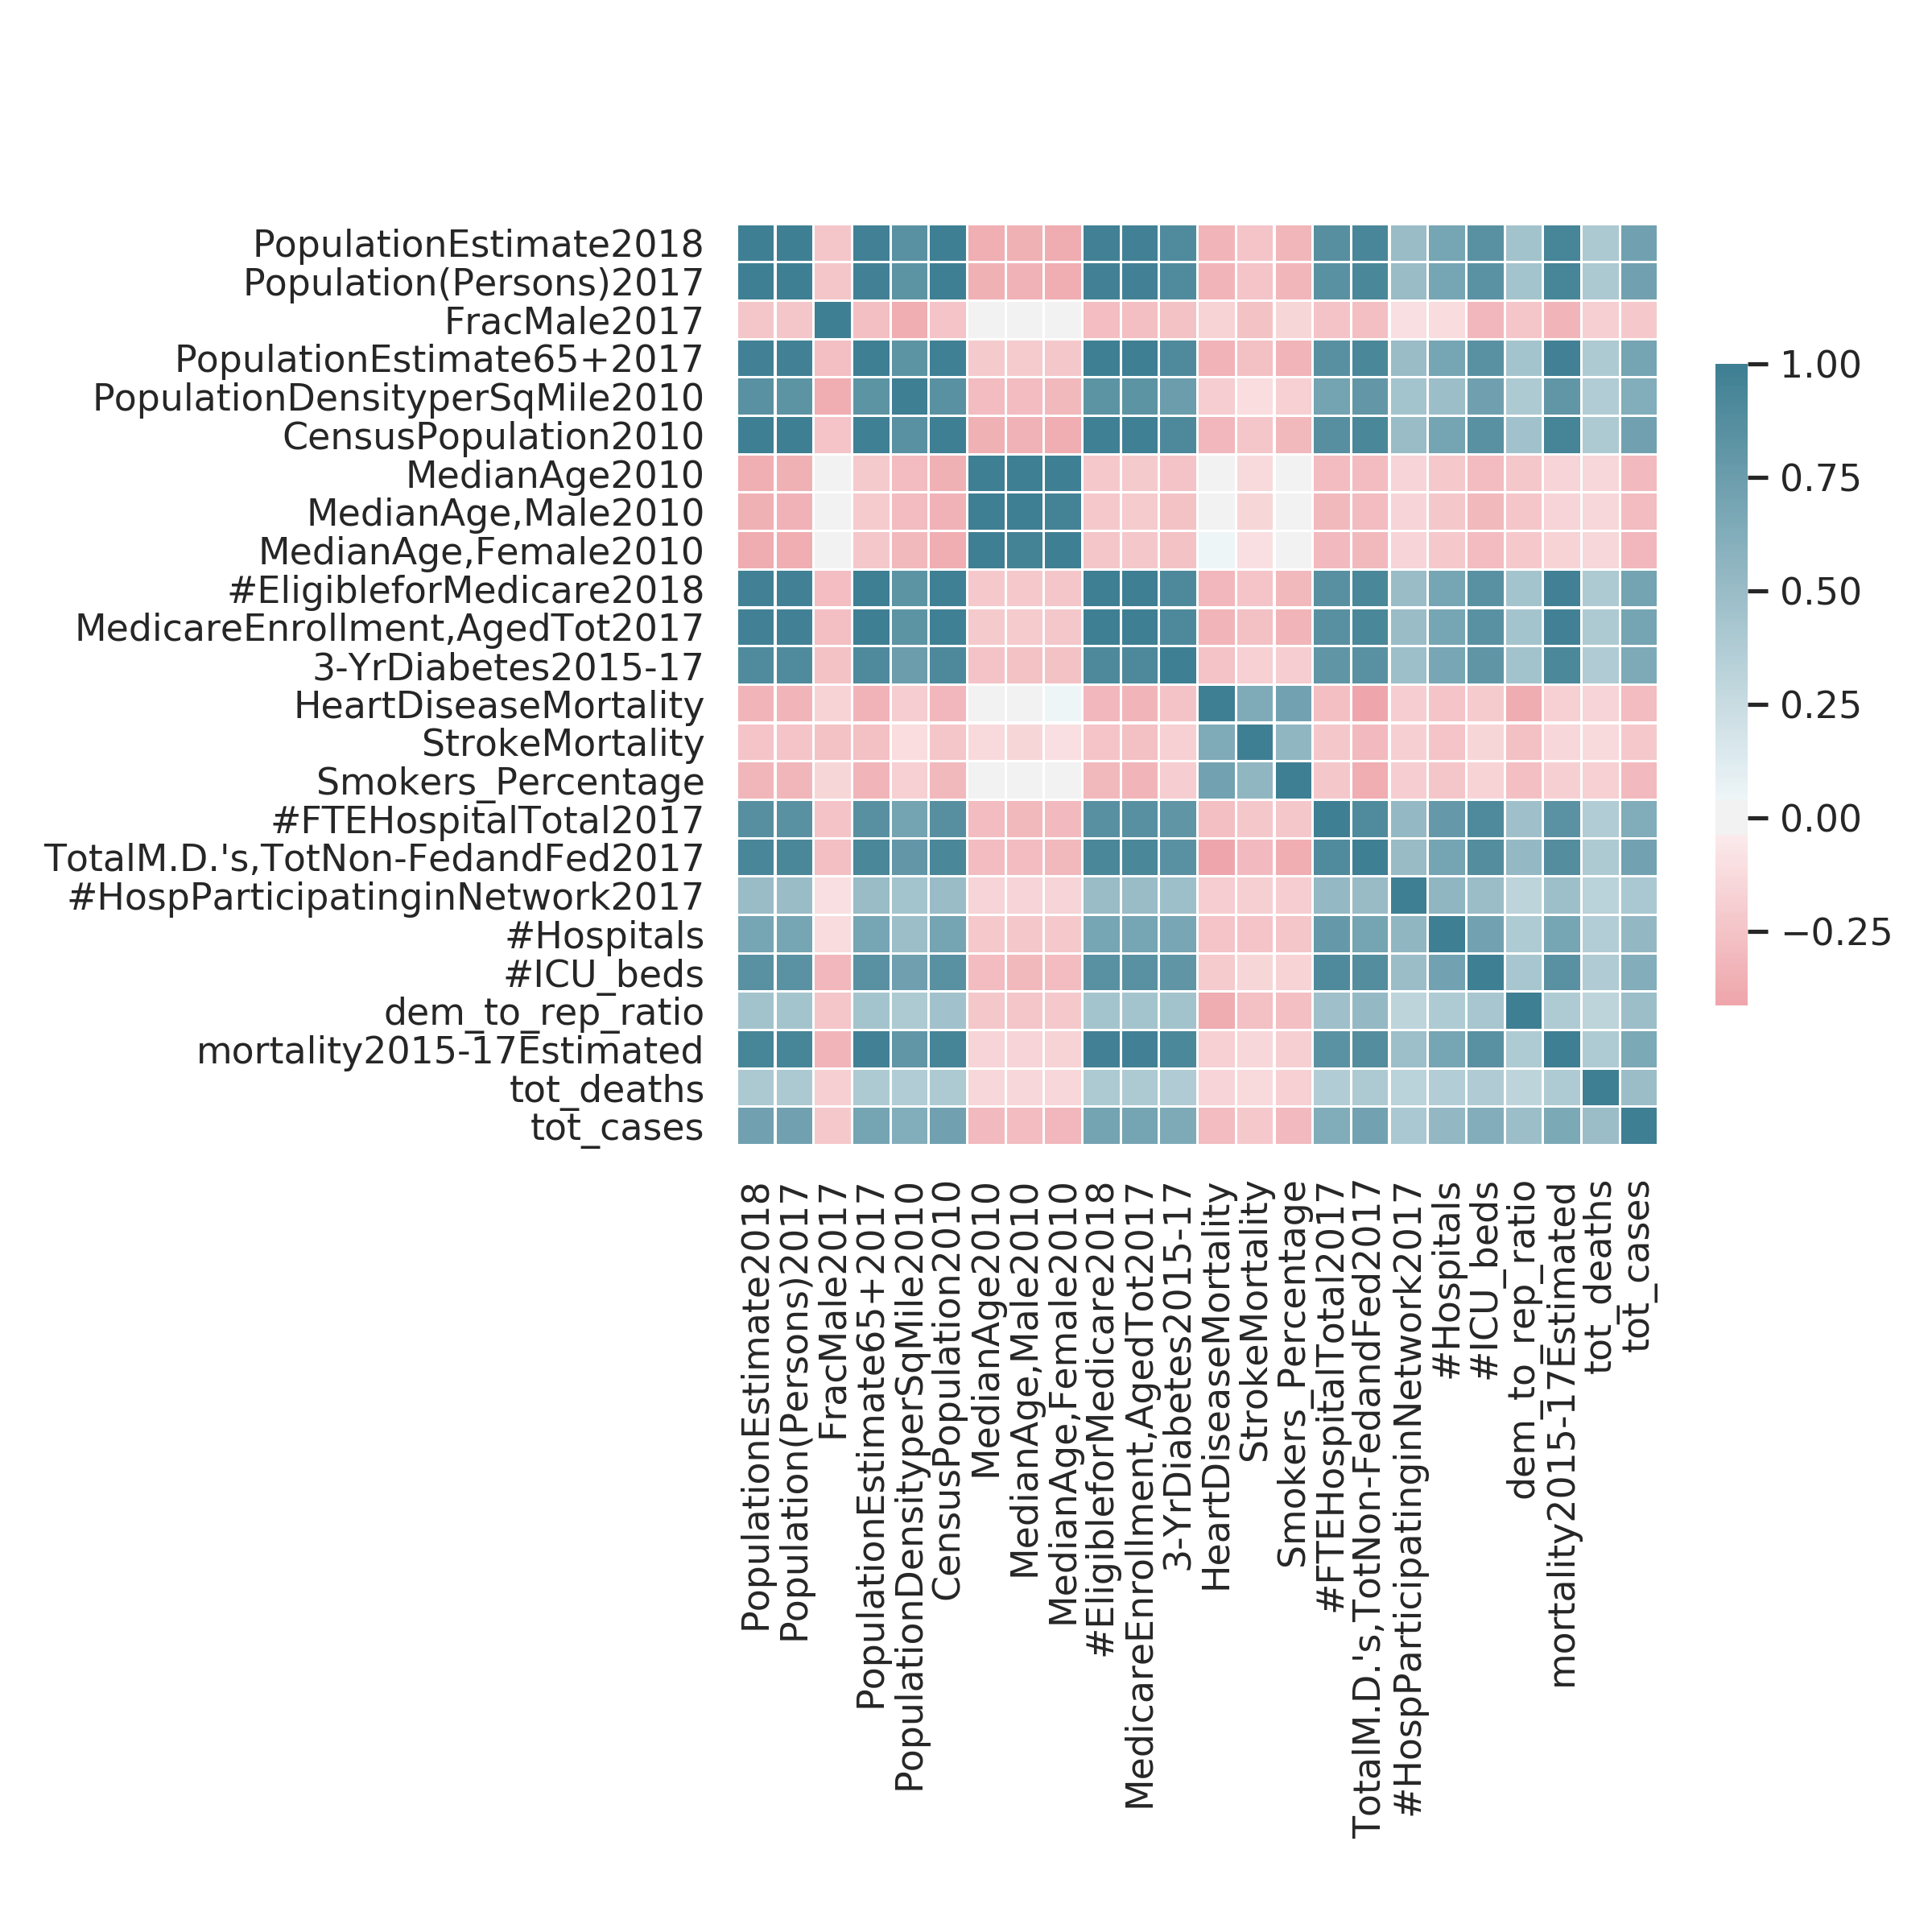 PopulationEstimate2018
Population(Persons)2017
FracMale2017
PopulationEstimate65+2017
PopulationDensityperSqMile2010
CensusPopulation2010
MedianAge2010
MedianAge,Male2010
MedianAge,Female2010
#EligibleforMedicare2018
MedicareEnrollment,AgedTot2017
3-YrDiabetes2015-17
HeartDiseaseMortality
StrokeMortality
Smokers_Percentage
#FTEHospitalTotal2017
TotalM.D.'s,TotNon-FedandFed2017
#HospParticipatinginNetwork2017
#Hospitals
#ICU_beds
dem_to_rep_ratio
mortality2015-17Estimated
tot_deaths
tot_cases
1.00
0.75
0.50
0.25
0.00
−0.25
PopulationEstimate2018
Population(Persons)2017
FracMale2017
PopulationEstimate65+2017
PopulationDensityperSqMile2010
CensusPopulation2010
MedianAge2010
MedianAge,Male2010
MedianAge,Female2010
#EligibleforMedicare2018
MedicareEnrollment,AgedTot2017
3-YrDiabetes2015-17
HeartDiseaseMortality
StrokeMortality
Smokers_Percentage
#FTEHospitalTotal2017
TotalM.D.'s,TotNon-FedandFed2017
#HospParticipatinginNetwork2017
#Hospitals
#ICU_beds
dem_to_rep_ratio
mortality2015-17Estimated
tot_deaths
tot_cases